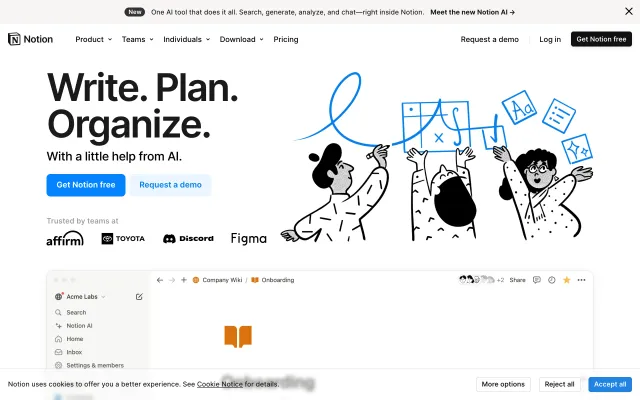 New One AI tool that does it all. Search, generate, analyze, and chat—right inside Notion. Meet the new Notion AI →
Notion Product Teams Individuals Download Pricing Request a demo Log in Get Notion free
Write. Plan.
Organize.
With a little help from AI.
Get Notion free Request a demo
Trusted by teams at
affirm TOYOTA Discord Figma
Aa
Company Wiki / Onboarding +2 Share
Acme Labs
Search
Notion AI
Home
Inbox
Settings & members
Onboarding
Notion uses cookies to offer you a better experience. See Cookie Notice for details.
More options Reject all Accept all